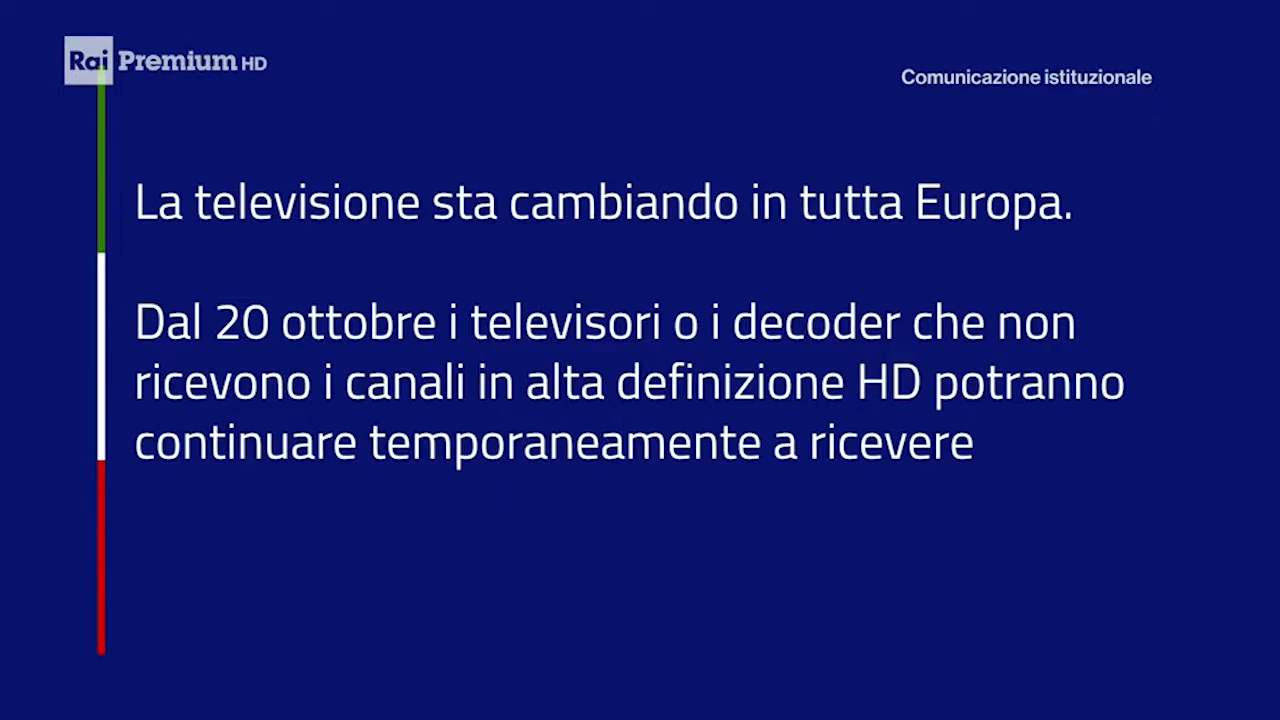 Rai Premium HD
Comunicazione istituzionale
La televisione sta cambiando in tutta Europa.
Dal 20 ottobre i televisori o i decoder che non
ricevono i canali in alta definizione HD potranno
continuare temporaneamente a ricevere